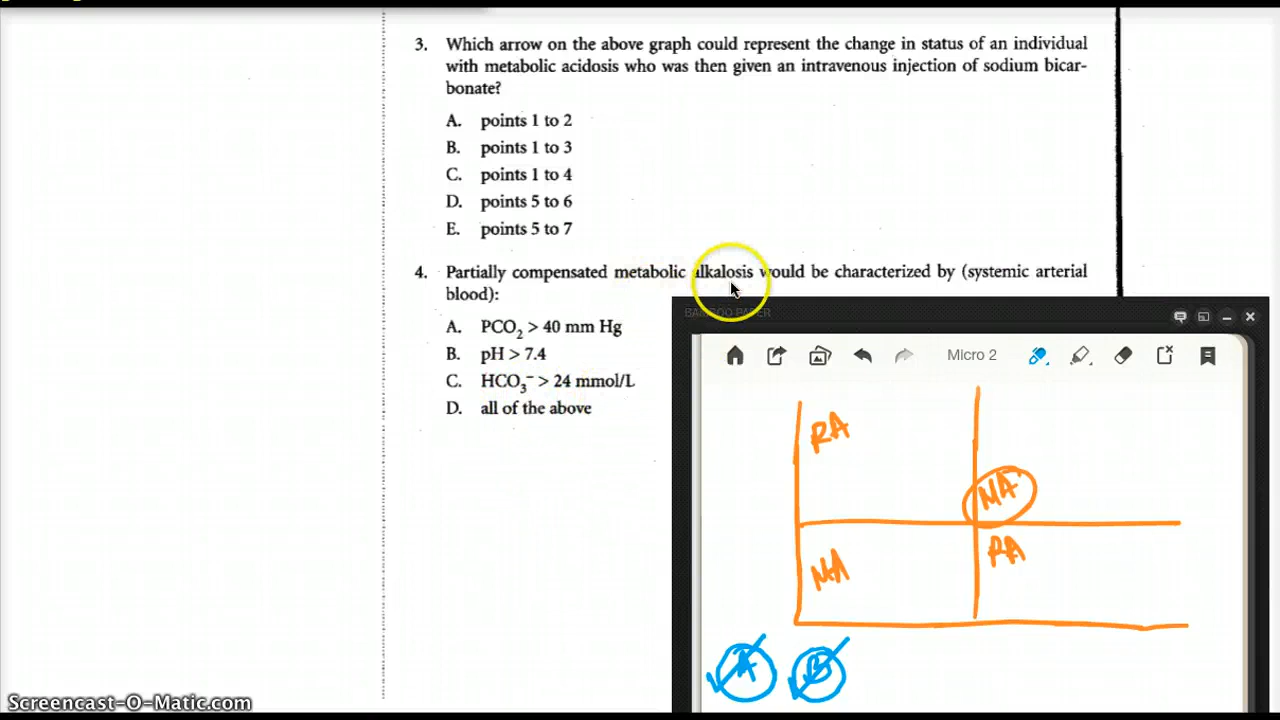 3. Which arrow on the above graph could represent the change in status of an individual
with metabolic acidosis who was then given an intravenous injection of sodium bicar-
bonate?
A. points 1 to 2
B. points 1 to 3
C. points 1 to 4
D. points 5 to 6
E. points 5 to 7
4. Partially compensated metabolic alkalosis would be characterized by (systemic arterial
blood):
A. PCO₂ > 40 mm Hg
B. pH > 7.4
C. HCO₃⁻ > 24 mmol/L
D. all of the above
BAMBOO PAPER
Micro 2
RA
MA
MA
RA
A B
Screencast-O-Matic.com